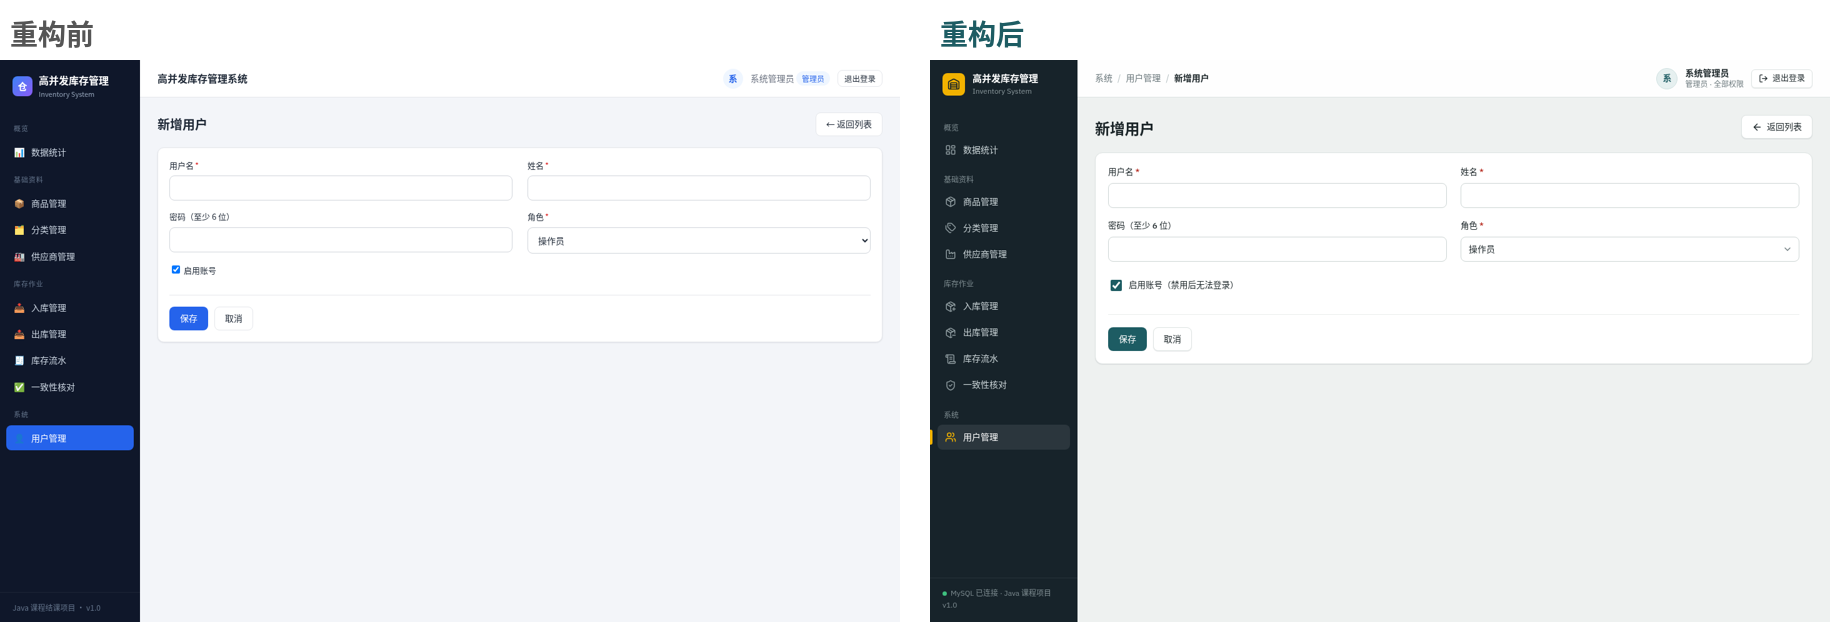 重构前
仓
高并发库存管理
Inventory System
概览
数据统计
基础资料
商品管理
分类管理
供应商管理
库存作业
入库管理
出库管理
库存流水
一致性核对
系统
用户管理
Java 课程结课项目 · v1.0
高并发库存管理系统
系 系统管理员 管理员 退出登录
新增用户
← 返回列表
用户名 *
姓名 *
密码（至少 6 位）
角色 *
操作员
启用账号
保存 取消
重构后
高并发库存管理
Inventory System
概览
数据统计
基础资料
商品管理
分类管理
供应商管理
库存作业
入库管理
出库管理
库存流水
一致性核对
系统
用户管理
MySQL 已连接 · Java 课程项目
v1.0
系统 / 用户管理 / 新增用户
系 系统管理员
管理员 · 全部权限
退出登录
新增用户
← 返回列表
用户名 *
姓名 *
密码（至少 6 位）
角色 *
操作员
启用账号（禁用后无法登录）
保存 取消